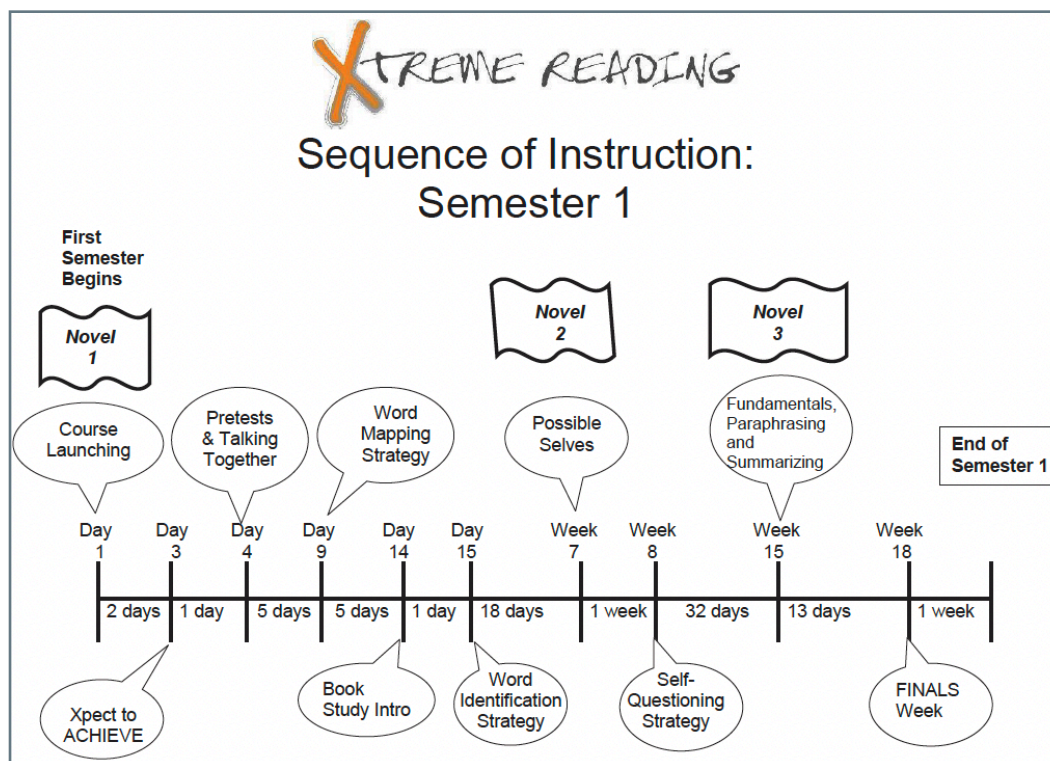 XTREME READING
Sequence of Instruction:
Semester 1
First
Semester
Begins
Novel
1
Novel
2
Novel
3
Course
Launching
Pretests
& Talking
Together
Word
Mapping
Strategy
Possible
Selves
Fundamentals,
Paraphrasing
and
Summarizing
End of
Semester 1
Day
1
Day
3
Day
4
Day
9
Day
14
Day
15
Week
7
Week
8
Week
15
Week
18
2 days
1 day
5 days
5 days
1 day
18 days
1 week
32 days
13 days
1 week
Xpect to
ACHIEVE
Book
Study Intro
Word
Identification
Strategy
Self-
Questioning
Strategy
FINALS
Week